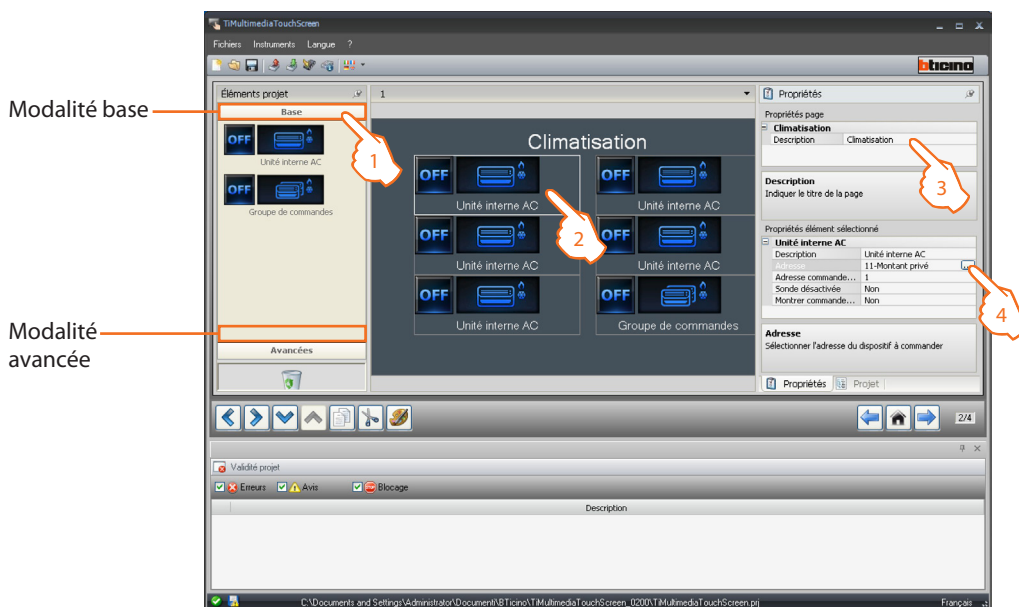 TiMultimediaTouchScreen
Fichiers Instruments Langue ?
bticino
Éléments projet
Modalité base
Base
OFF
Unité interne AC
OFF
Groupe de commandes
Modalité
avancée
Avancées
1
1
Climatisation
OFF
OFF
Unité interne AC
Unité interne AC
2
OFF
OFF
Unité interne AC
Unité interne AC
OFF
OFF
Unité interne AC
Groupe de commandes
Propriétés
Propriétés page
Climatisation
Description Climatisation
3
Description
Indiquer le titre de la page
Propriétés élément sélectionné
Unité interne AC
Description Unité interne AC
Adresse 11-Montant privé ...
Adresse commande... 1
Sonde désactivée Non
Montrer commande... Non
4
Adresse
Sélectionner l'adresse du dispositif à commander
Propriétés Projet
2/4
Validité projet
Erreurs Avis Blocage
Description
C:\Documents and Settings\Administrator\Documenti\BTicino\TiMultimediaTouchScreen_0200\TiMultimediaTouchScreen.prj
Français